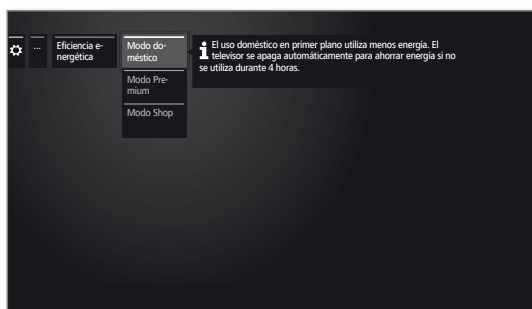 ...
Eficiencia e-
nergética
Modo do-
méstico
Modo Pre-
mium
Modo Shop
El uso doméstico en primer plano utiliza menos energía. El
televisor se apaga automáticamente para ahorrar energía si no
se utiliza durante 4 horas.